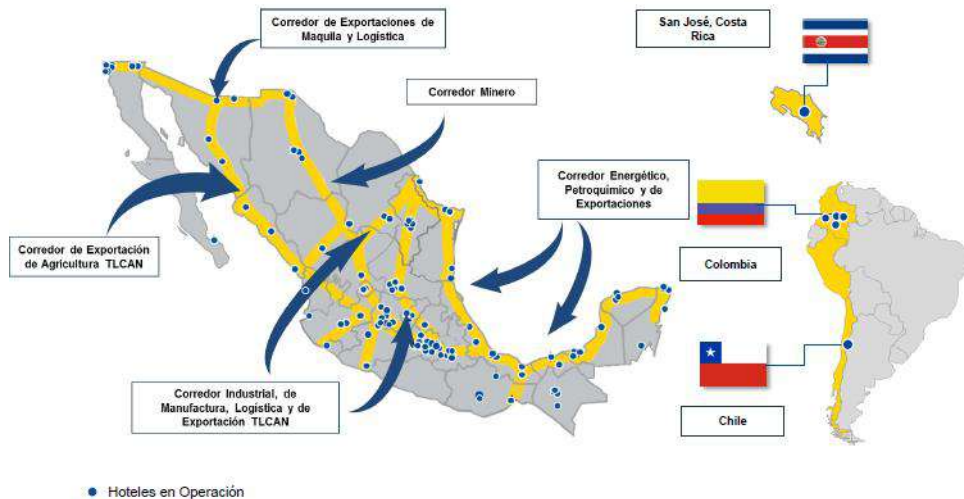 Corredor de Exportaciones de
Maquila y Logística
San José, Costa
Rica
Corredor Minero
Corredor Energético,
Petroquímico y de
Exportaciones
Corredor de Exportación
de Agricultura TLCAN
Colombia
Corredor Industrial, de
Manufactura, Logística y de
Exportación TLCAN
Chile
Hoteles en Operación